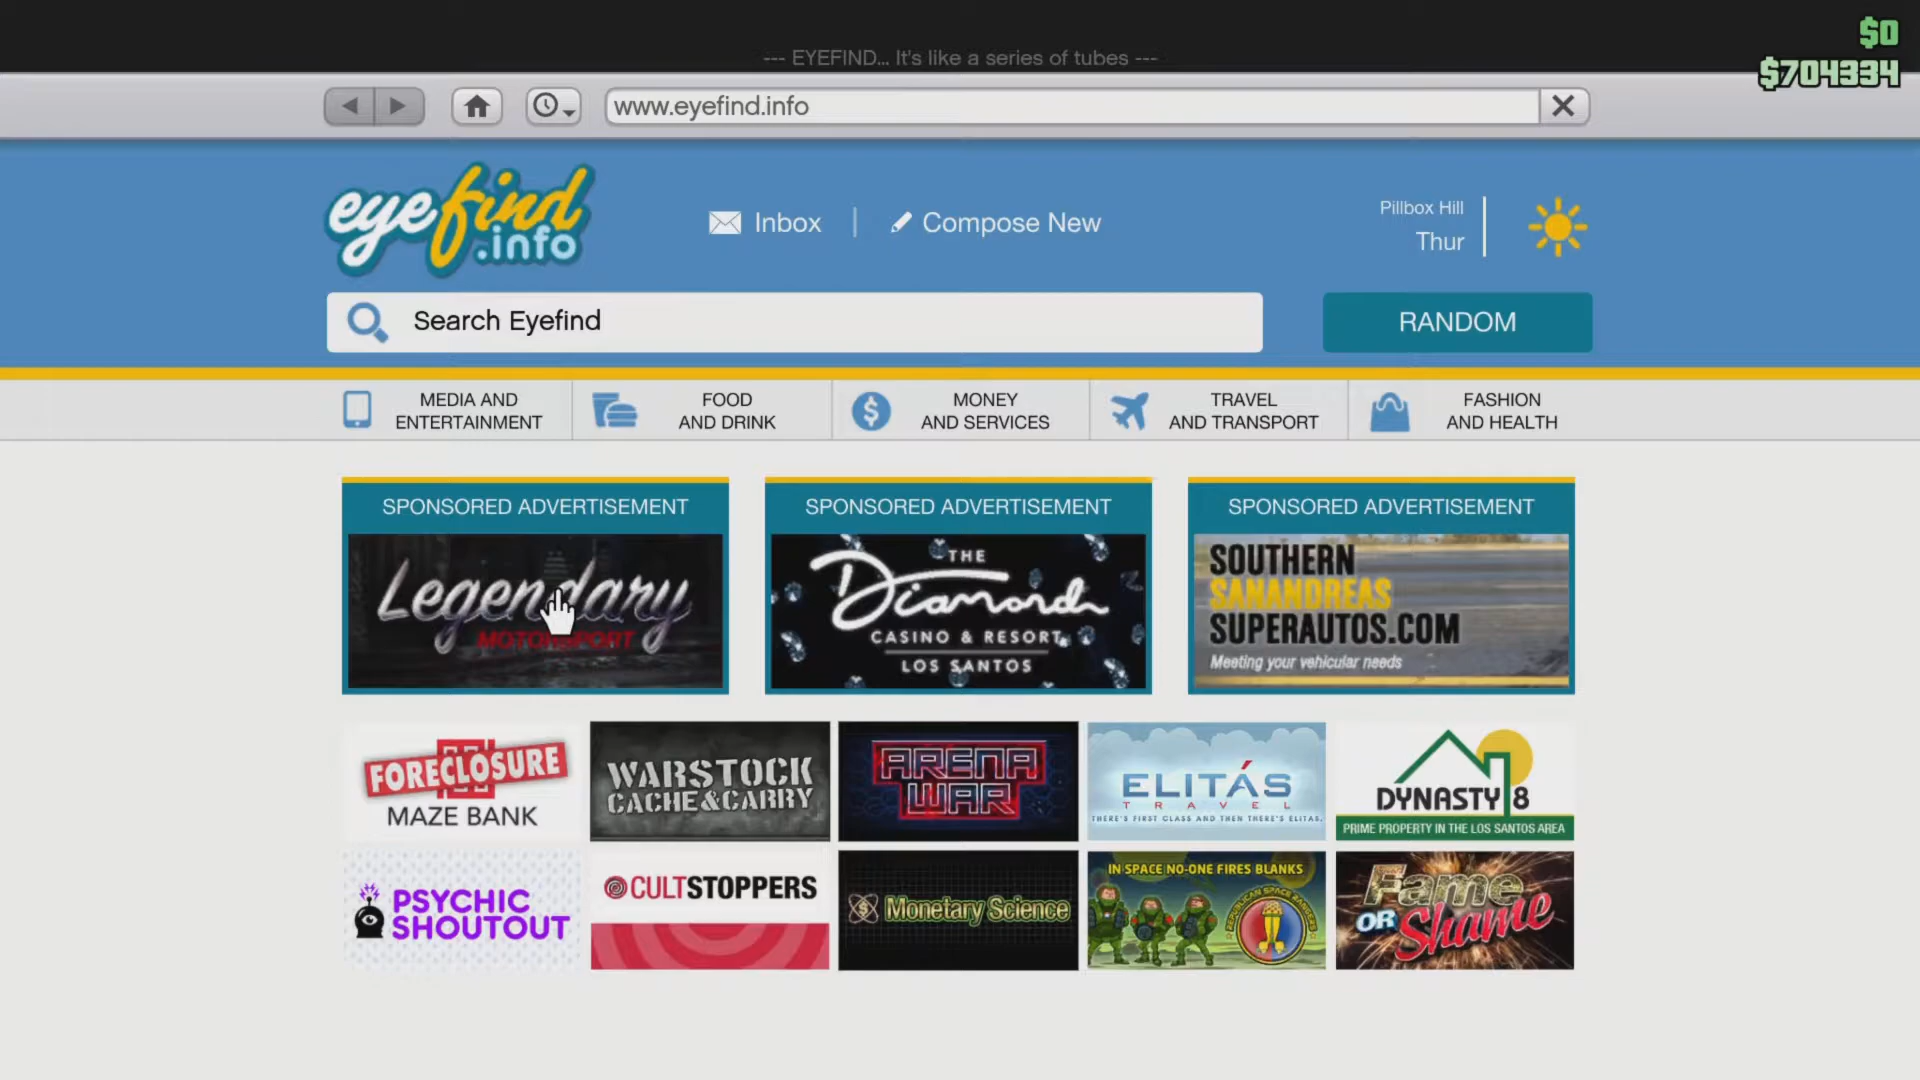 $0
--- EYEFIND... It's like a series of tubes ---
$704334
www.eyefind.info
eyefind
.info
Inbox
Compose New
Pillbox Hill
Thur
Search Eyefind
RANDOM
MEDIA AND
ENTERTAINMENT
FOOD
AND DRINK
MONEY
AND SERVICES
TRAVEL
AND TRANSPORT
FASHION
AND HEALTH
SPONSORED ADVERTISEMENT
Legendary
MOTORSPORT
SPONSORED ADVERTISEMENT
THE
Diamond
CASINO & RESORT
LOS SANTOS
SPONSORED ADVERTISEMENT
SOUTHERN
SANANDREAS
SUPERAUTOS.COM
Meeting your vehicular needs
FORECLOSURE
MAZE BANK
WARSTOCK
CACHE&CARRY
ARENA
WAR
ELITÁS
TRAVEL
THERE'S FIRST CLASS AND THEN THERE'S ELITAS.
DYNASTY 8
PRIME PROPERTY IN THE LOS SANTOS AREA
PSYCHIC
SHOUTOUT
CULTSTOPPERS
Monetary Science
IN SPACE NO-ONE FIRES BLANKS
REPUBLICAN SPACE RANGERS
Fame
OR Shame